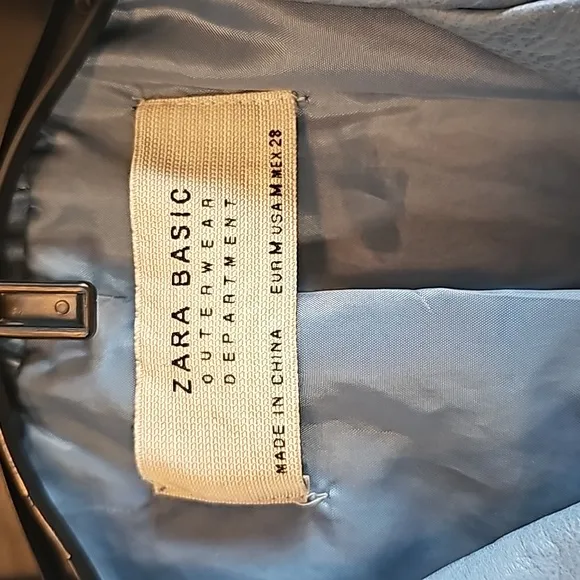 ZARA BASIC
OUTERWEAR
DEPARTMENT
MADE IN CHINA EUR M USA M MEX 28